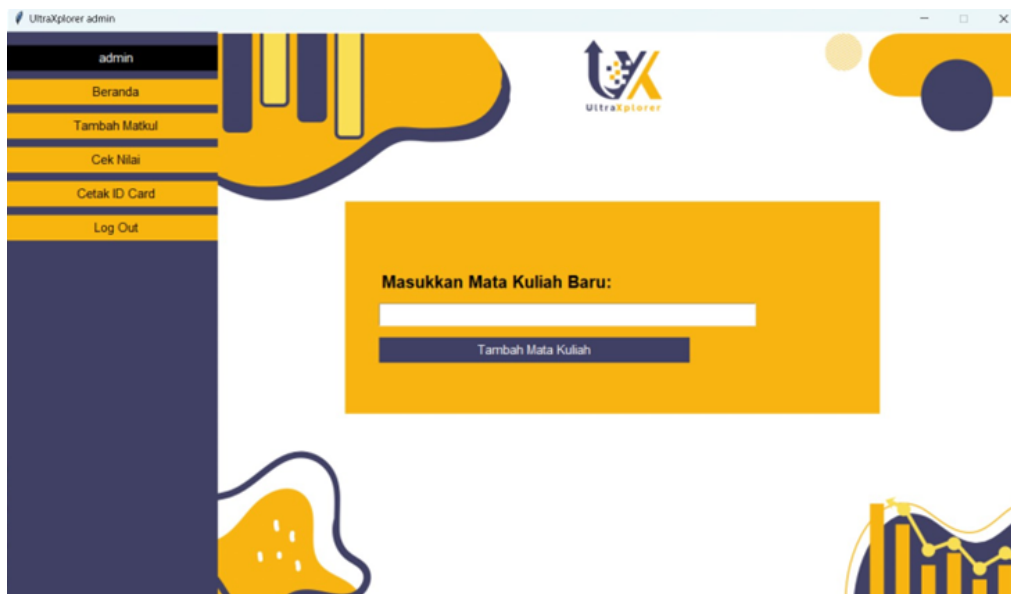 UltraXplorer admin
admin
Beranda
Tambah Matkul
Cek Nilai
Cetak ID Card
Log Out
UX
UltraXplorer
Masukkan Mata Kuliah Baru:
Tambah Mata Kuliah